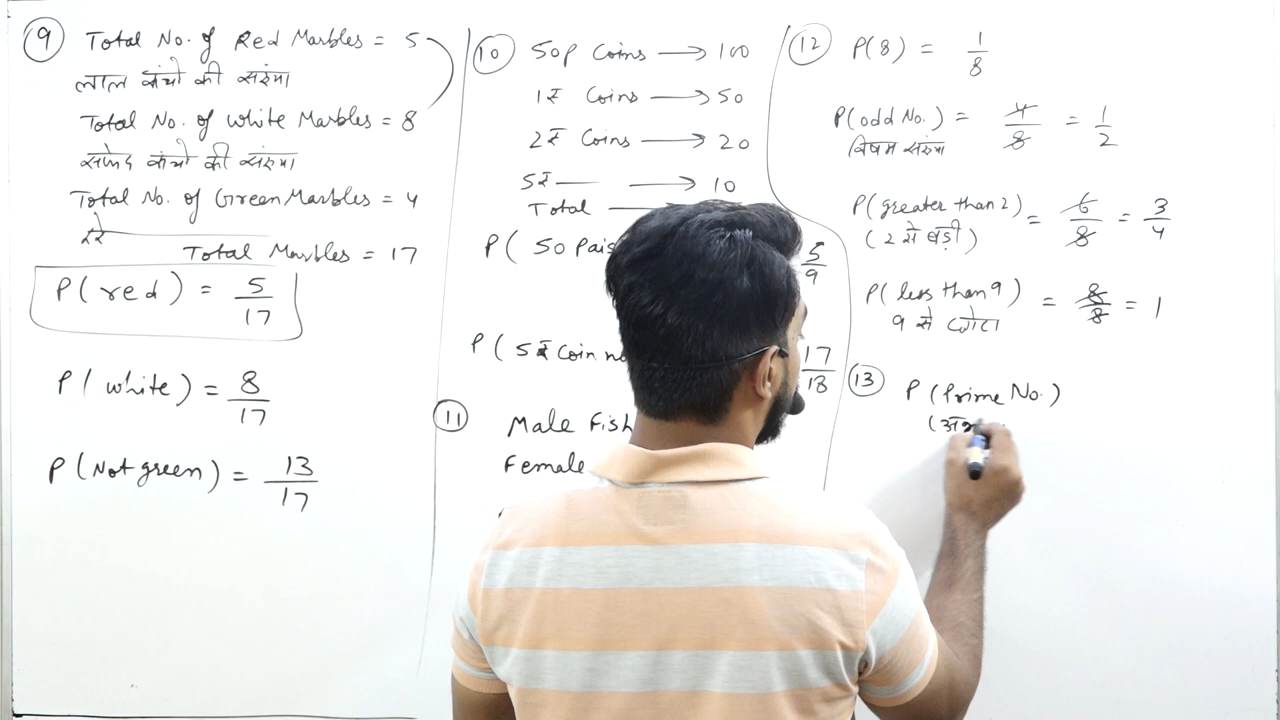 9 Total No. of Red Marbles = 5
लाल कंचो की संख्या
Total No. of white Marbles = 8
सफेद कंचो की संख्या
Total No. of Green Marbles = 4
हरे
Total Marbles = 17
P( red ) = 5/17
P( white ) = 8/17
P( Not green ) = 13/17
10 50p Coins → 100
1₹ Coins → 50
2₹ Coins → 20
5₹ → 10
Total
P( 50 Pais 5/9
P( 5₹ Coin 17/18
11 Male Fish
Female
12 P(8) = 1/8
P(odd No.) = 4/8 = 1/2
विषम संख्या
P(greater than 2) = 6/8 = 3/4
(2 से बड़ी)
P( less than 9 ) = 8/8 = 1
9 से छोटा
13 P (Prime No.)